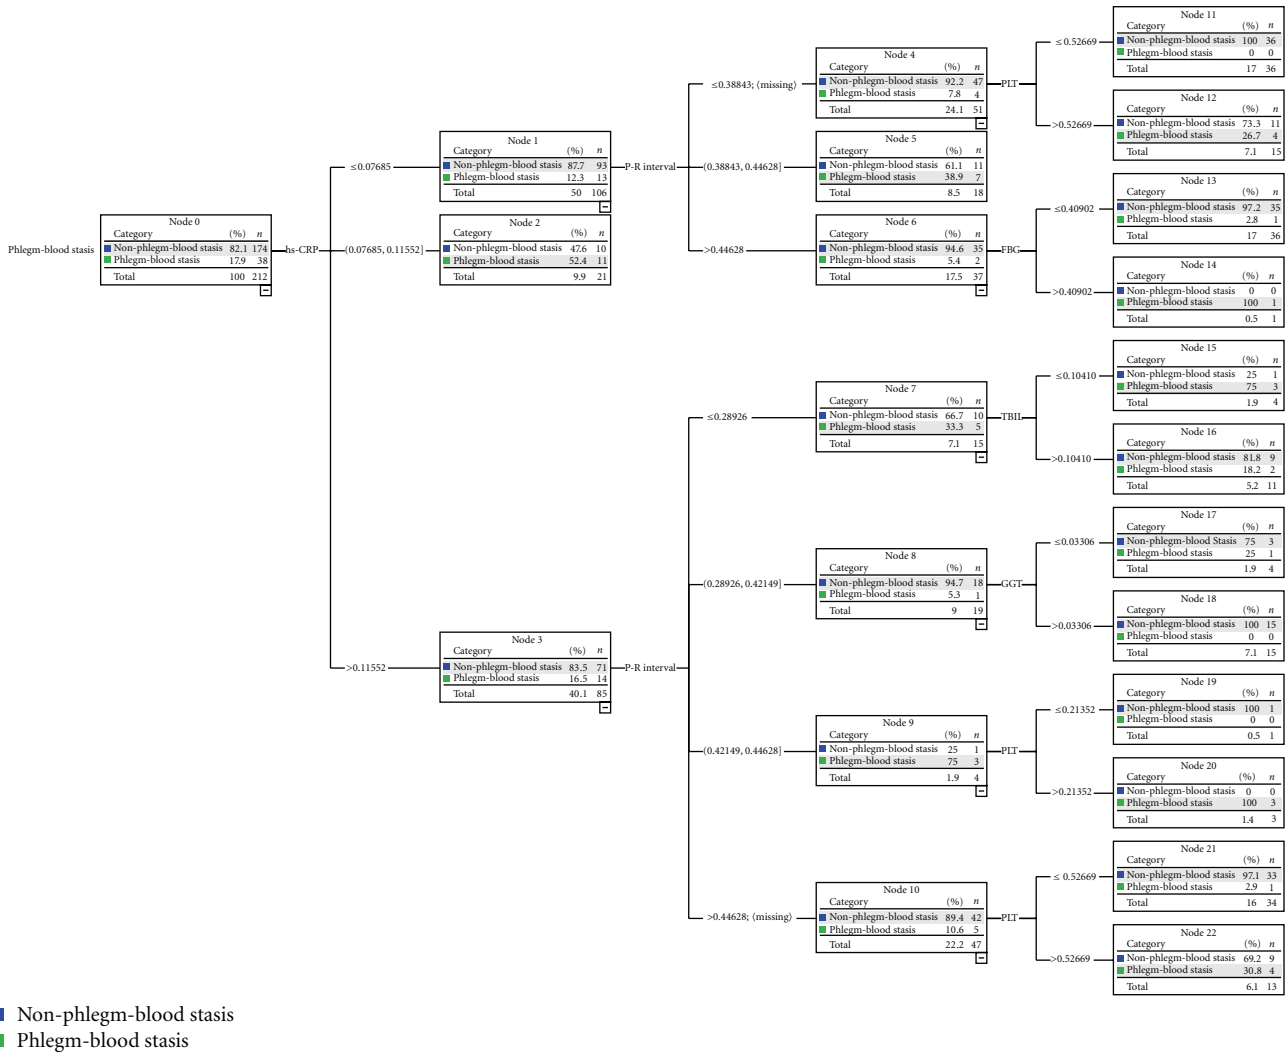 Phlegm-blood stasis
Node 0
Category (%) n
Non-phlegm-blood stasis 82.1 174
Phlegm-blood stasis 17.9 38
Total 100 212
hs-CRP
≤0.07685
(0.07685, 0.11552]
>0.11552
Node 1
Category (%) n
Non-phlegm-blood stasis 87.7 93
Phlegm-blood stasis 12.3 13
Total 50 106
Node 2
Category (%) n
Non-phlegm-blood stasis 47.6 10
Phlegm-blood stasis 52.4 11
Total 9.9 21
Node 3
Category (%) n
Non-phlegm-blood stasis 83.5 71
Phlegm-blood stasis 16.5 14
Total 40.1 85
P-R interval
≤0.38843; ⟨missing⟩
(0.38843, 0.44628]
>0.44628
P-R interval
≤0.28926
(0.28926, 0.42149]
(0.42149, 0.44628]
>0.44628; ⟨missing⟩
Node 4
Category (%) n
Non-phlegm-blood stasis 92.2 47
Phlegm-blood stasis 7.8 4
Total 24.1 51
Node 5
Category (%) n
Non-phlegm-blood stasis 61.1 11
Phlegm-blood stasis 38.9 7
Total 8.5 18
Node 6
Category (%) n
Non-phlegm-blood stasis 94.6 35
Phlegm-blood stasis 5.4 2
Total 17.5 37
Node 7
Category (%) n
Non-phlegm-blood stasis 66.7 10
Phlegm-blood stasis 33.3 5
Total 7.1 15
Node 8
Category (%) n
Non-phlegm-blood stasis 94.7 18
Phlegm-blood stasis 5.3 1
Total 9 19
Node 9
Category (%) n
Non-phlegm-blood stasis 25 1
Phlegm-blood stasis 75 3
Total 1.9 4
Node 10
Category (%) n
Non-phlegm-blood stasis 89.4 42
Phlegm-blood stasis 10.6 5
Total 22.2 47
PLT
≤0.52669
>0.52669
FBG
≤0.40902
>0.40902
TBIL
≤0.10410
>0.10410
GGT
≤0.03306
>0.03306
PLT
≤0.21352
>0.21352
PLT
≤ 0.52669
>0.52669
Node 11
Category (%) n
Non-phlegm-blood stasis 100 36
Phlegm-blood stasis 0 0
Total 17 36
Node 12
Category (%) n
Non-phlegm-blood stasis 73.3 11
Phlegm-blood stasis 26.7 4
Total 7.1 15
Node 13
Category (%) n
Non-phlegm-blood stasis 97.2 35
Phlegm-blood stasis 2.8 1
Total 17 36
Node 14
Category (%) n
Non-phlegm-blood stasis 0 0
Phlegm-blood stasis 100 1
Total 0.5 1
Node 15
Category (%) n
Non-phlegm-blood stasis 25 1
Phlegm-blood stasis 75 3
Total 1.9 4
Node 16
Category (%) n
Non-phlegm-blood stasis 81.8 9
Phlegm-blood stasis 18.2 2
Total 5.2 11
Node 17
Category (%) n
Non-phlegm-blood Stasis 75 3
Phlegm-blood stasis 25 1
Total 1.9 4
Node 18
Category (%) n
Non-phlegm-blood stasis 100 15
Phlegm-blood stasis 0 0
Total 7.1 15
Node 19
Category (%) n
Non-phlegm-blood stasis 100 1
Phlegm-blood stasis 0 0
Total 0.5 1
Node 20
Category (%) n
Non-phlegm-blood stasis 0 0
Phlegm-blood stasis 100 3
Total 1.4 3
Node 21
Category (%) n
Non-phlegm-blood stasis 97.1 33
Phlegm-blood stasis 2.9 1
Total 16 34
Node 22
Category (%) n
Non-phlegm-blood stasis 69.2 9
Phlegm-blood stasis 30.8 4
Total 6.1 13
Non-phlegm-blood stasis
Phlegm-blood stasis